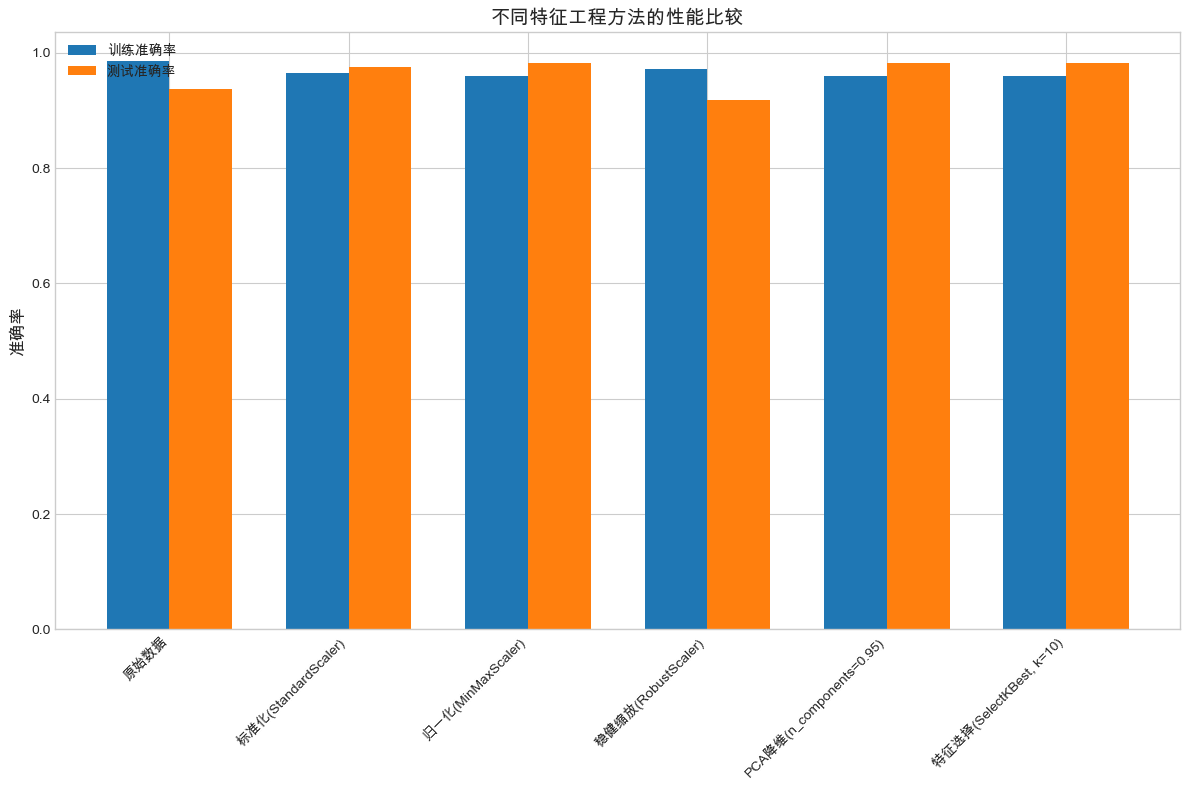 不同特征工程方法的性能比较
训练准确率
测试准确率
准确率
1.0
0.8
0.6
0.4
0.2
0.0
原始数据
标准化(StandardScaler)
归一化(MinMaxScaler)
稳健缩放(RobustScaler)
PCA降维(n_components=0.95)
特征选择(SelectKBest, k=10)